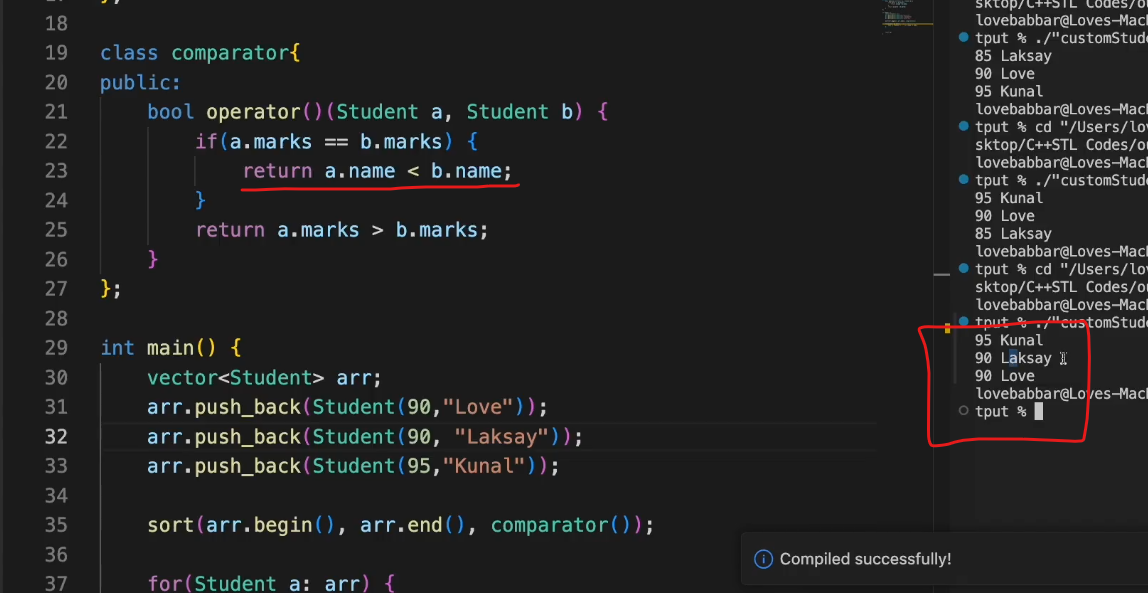 18
19 class comparator{
20 public:
21 bool operator()(Student a, Student b) {
22 if(a.marks == b.marks) {
23 return a.name < b.name;
24 }
25 return a.marks > b.marks;
26 }
27 };
28
29 int main() {
30 vector<Student> arr;
31 arr.push_back(Student(90,"Love"));
32 arr.push_back(Student(90, "Laksay"));
33 arr.push_back(Student(95,"Kunal"));
34
35 sort(arr.begin(), arr.end(), comparator());
36
37 for(Student a: arr) {
sktop/C++STL Codes/ou
lovebabbar@Loves-Mac
tput % ./"customStude
85 Laksay
90 Love
95 Kunal
lovebabbar@Loves-Mac
tput % cd "/Users/lo
sktop/C++STL Codes/o
lovebabbar@Loves-Mac
tput % ./"customStud
95 Kunal
90 Love
85 Laksay
lovebabbar@Loves-Mac
tput % cd "/Users/lov
sktop/C++STL Codes/ou
lovebabbar@Loves-Mac
tput % ./"customStude
95 Kunal
90 Laksay
90 Love
lovebabbar@Loves-Mac
tput %
Compiled successfully!